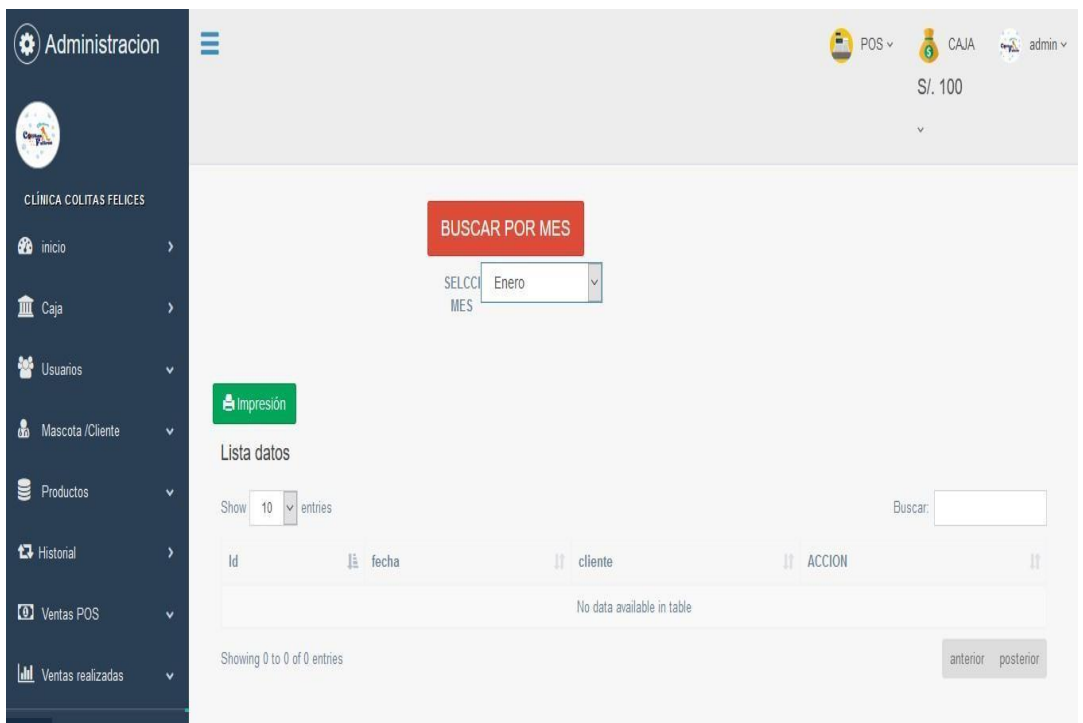 Administracion
POS
CAJA
admin
S/. 100
CLÍNICA COLITAS FELICES
inicio
Caja
Usuarios
Mascota /Cliente
Productos
Historial
Ventas POS
Ventas realizadas
BUSCAR POR MES
SELCCI
MES
Enero
Impresión
Lista datos
Show 10 entries
Buscar:
Id fecha cliente ACCION
No data available in table
Showing 0 to 0 of 0 entries
anterior posterior